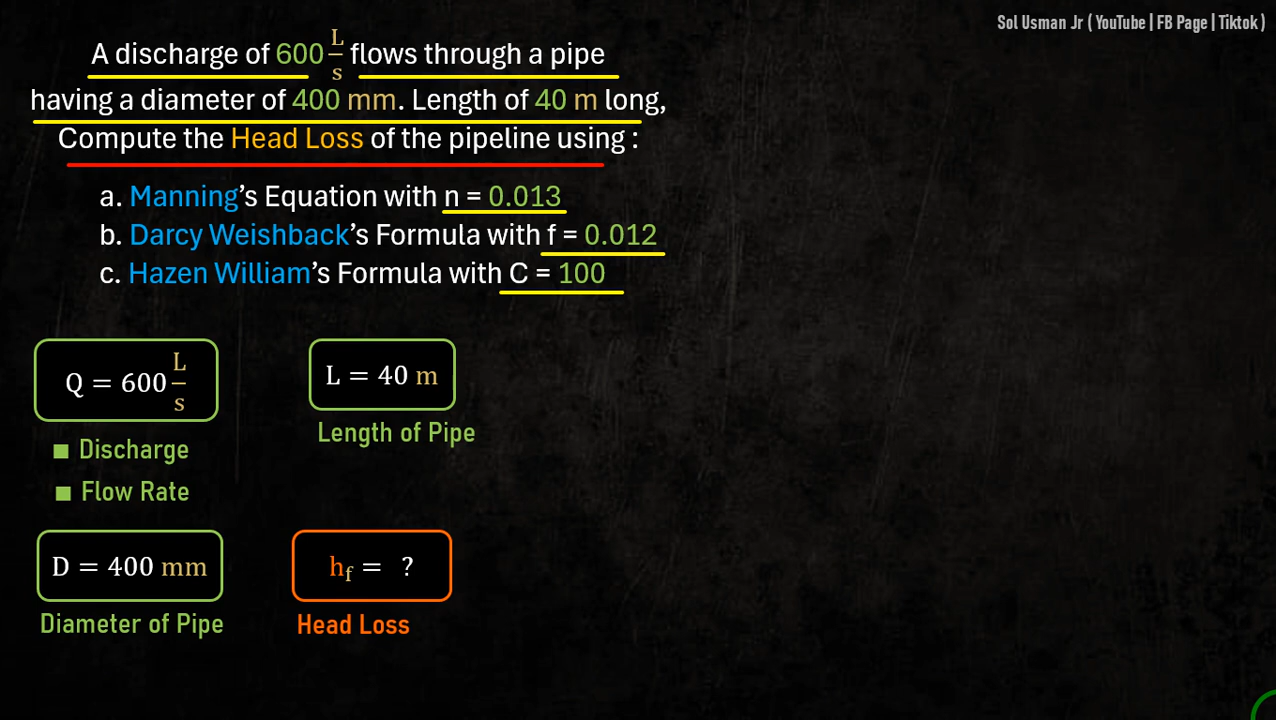 Sol Usman Jr ( YouTube | FB Page | Tiktok )
A discharge of 600 L/s flows through a pipe
having a diameter of 400 mm. Length of 40 m long,
Compute the Head Loss of the pipeline using :
a. Manning's Equation with n = 0.013
b. Darcy Weishback's Formula with f = 0.012
c. Hazen William's Formula with C = 100
Q = 600 L/s
L = 40 m
Length of Pipe
■ Discharge
■ Flow Rate
D = 400 mm
hf = ?
Diameter of Pipe
Head Loss